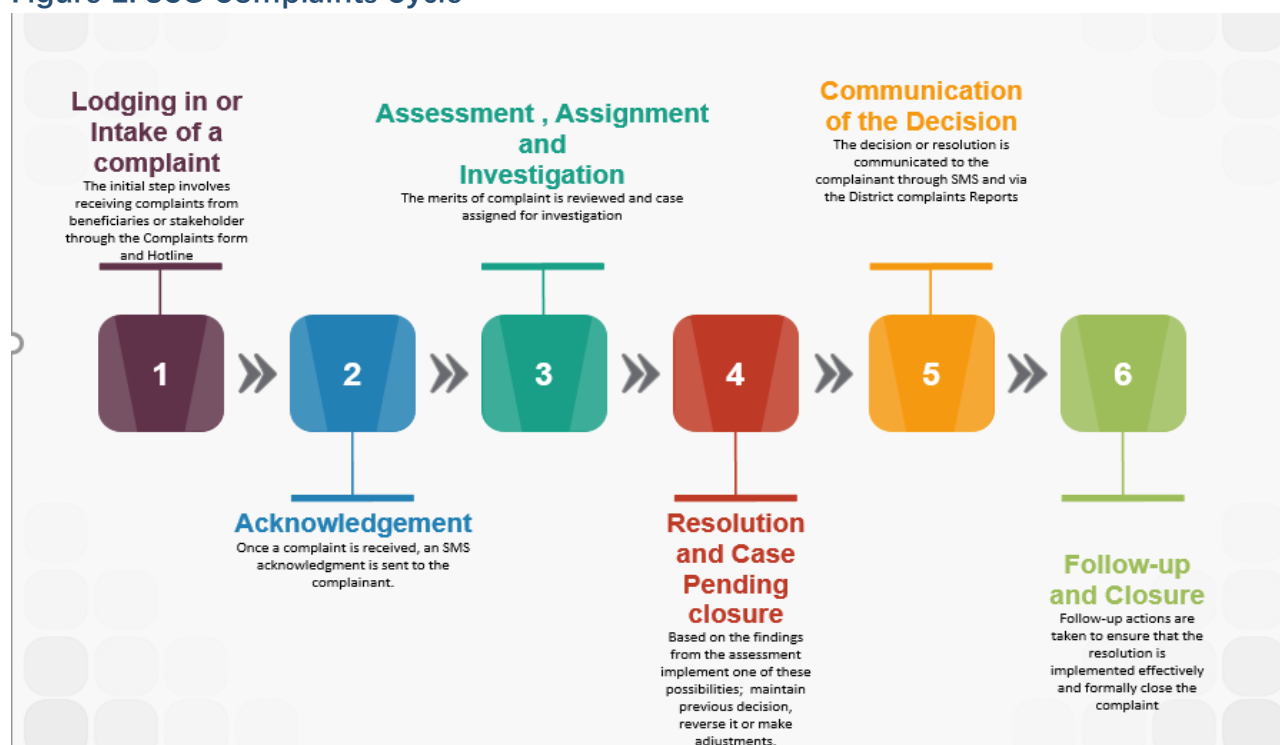 Lodging in or
Intake of a
complaint
The initial step involves
receiving complaints from
beneficiaries or stakeholder
through the Complaints form
and Hotline
Assessment , Assignment
and
Investigation
The merits of complaint is reviewed and case
assigned for investigation
Communication
of the Decision
The decision or resolution is
communicated to the
complainant through SMS and via
the District complaints Reports
1
2
3
4
5
6
Acknowledgement
Once a complaint is received, an SMS
acknowledgment is sent to the
complainant.
Resolution
and Case
Pending
closure
Based on the findings
from the assessment
implement one of these
possibilities; maintain
previous decision,
reverse it or make
adjustments.
Follow-up
and Closure
Follow-up actions are
taken to ensure that the
resolution is
implemented effectively
and formally close the
complaint